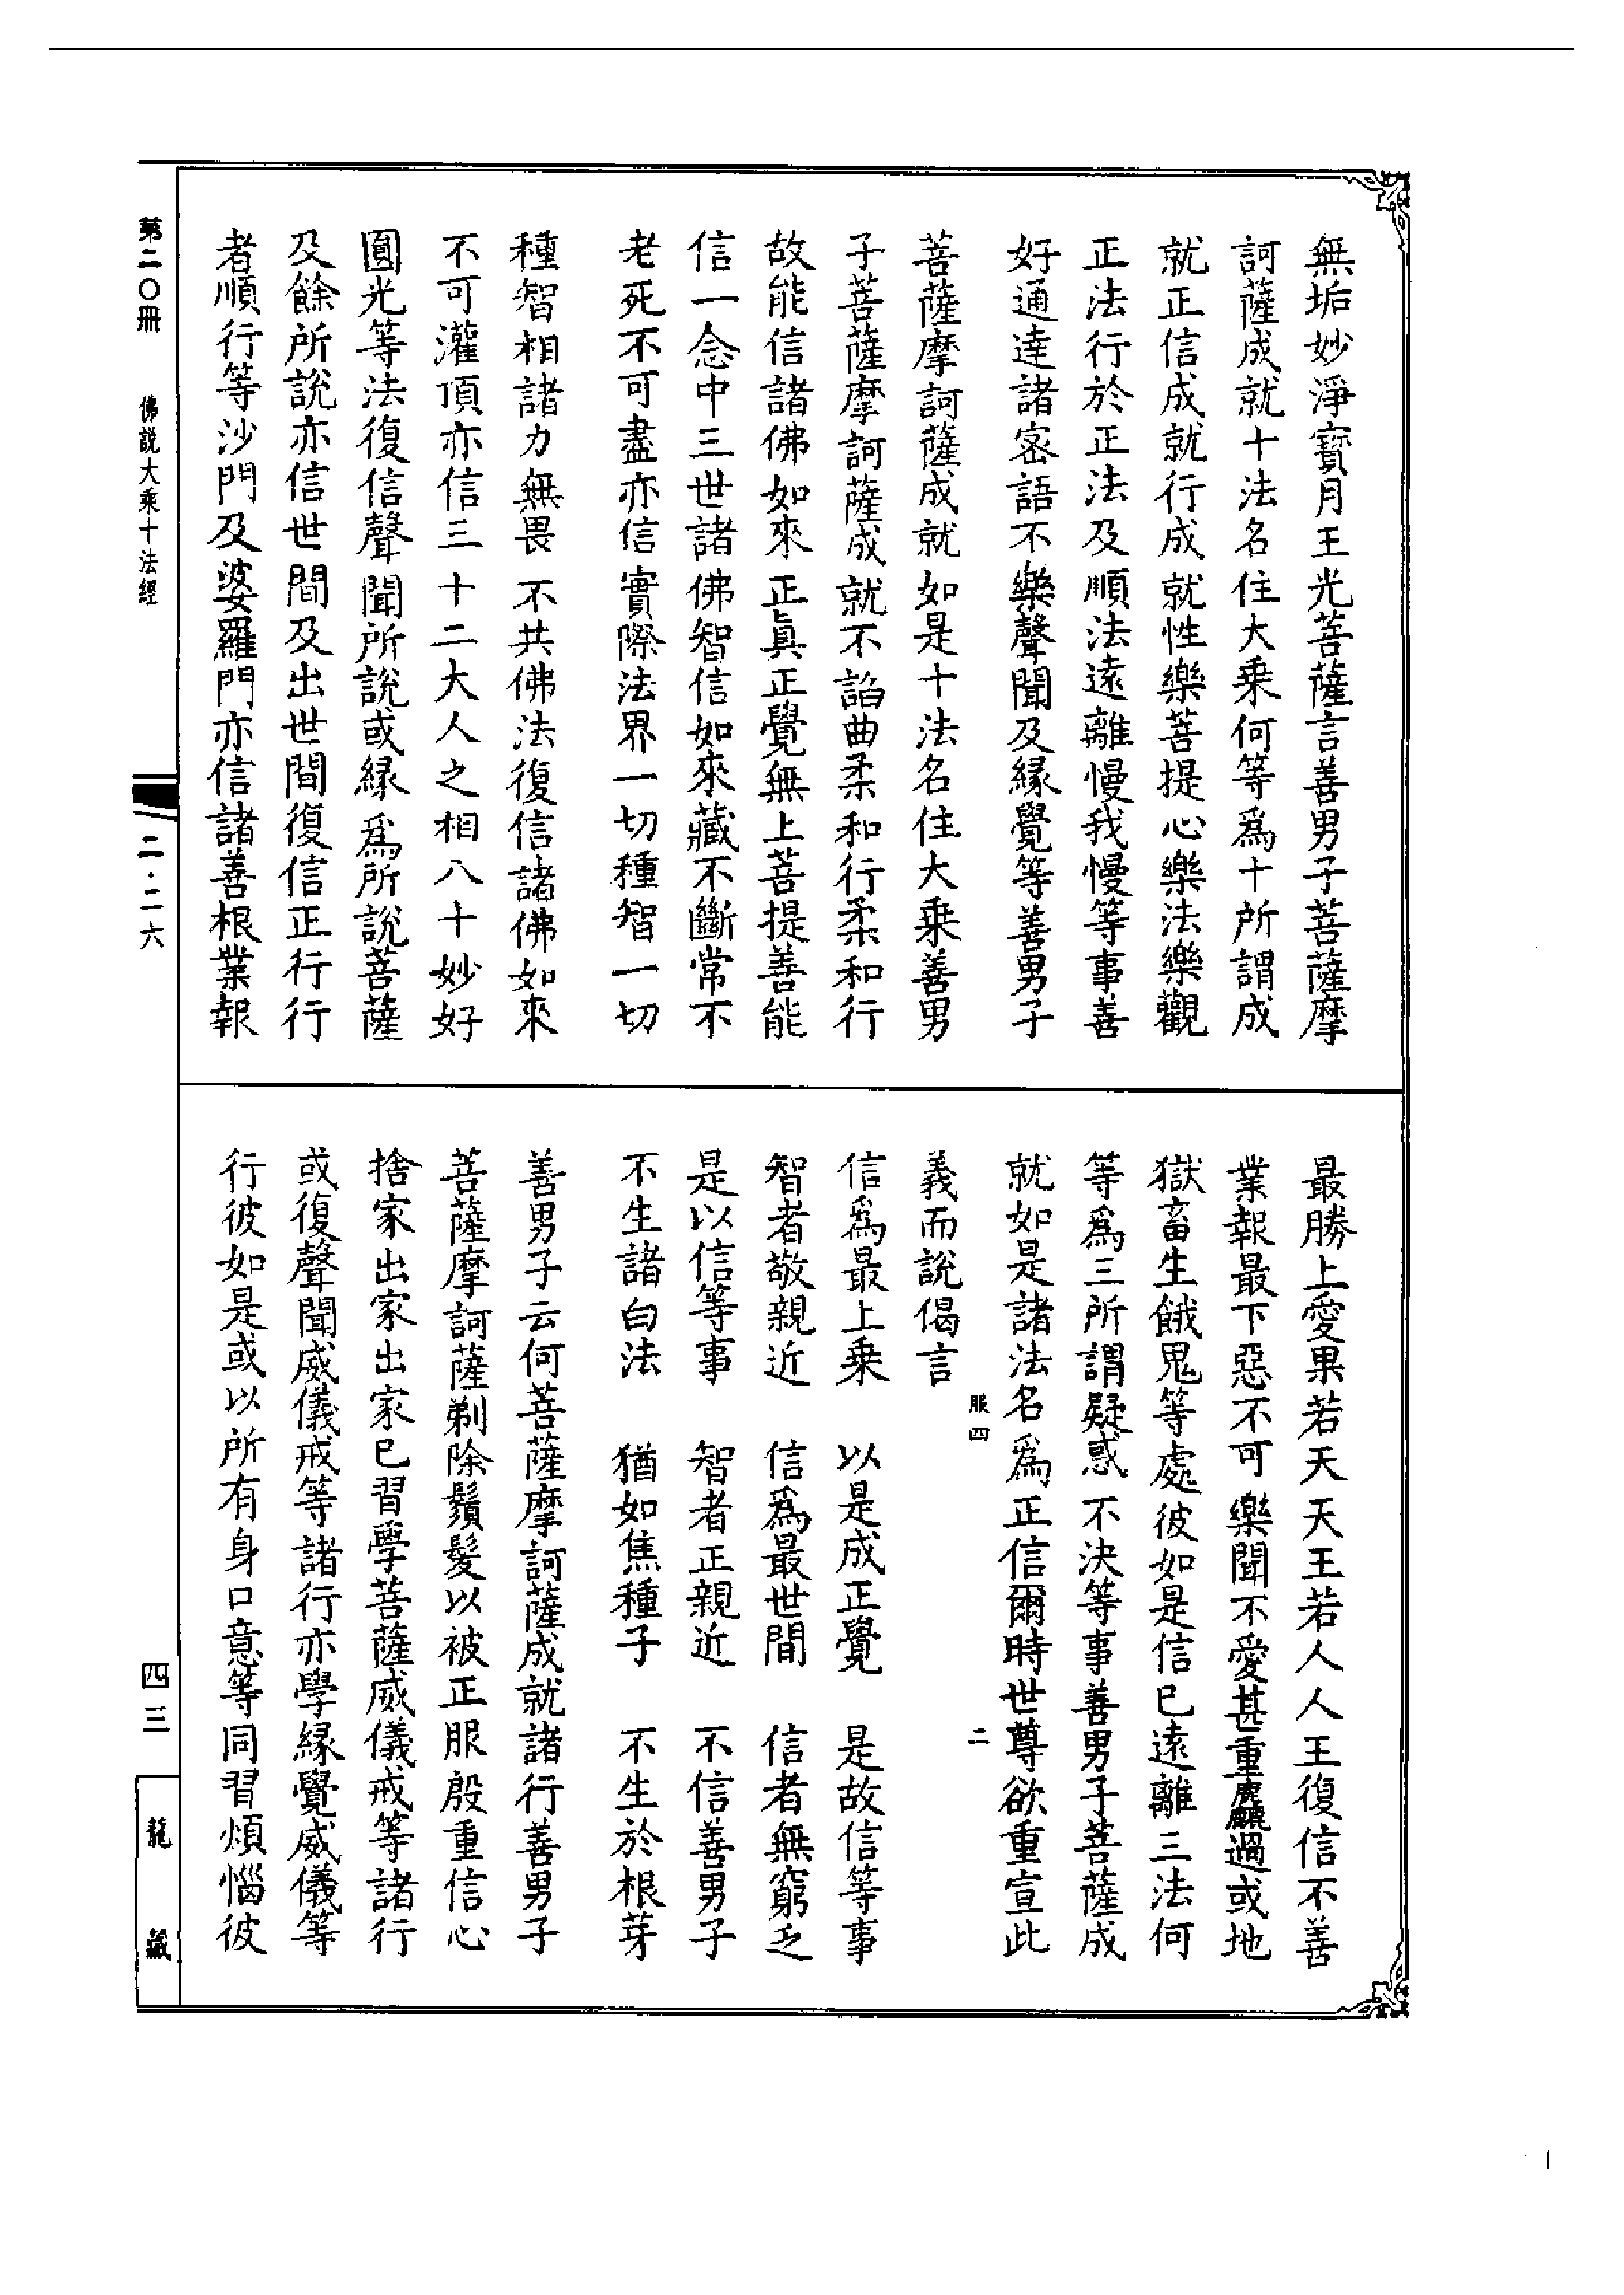 無垢妙淨寶月王光菩薩言善男子菩薩摩
訶薩成就十法名住大乘何等爲十所謂成
就正信成就行成就性樂菩提心樂法樂觀
正法行於正法及順法遠離慢我慢等事善
好通達諸密語不樂聲聞及緣覺等善男子
菩薩摩訶薩成就如是十法名住大乘善男
子菩薩摩訶薩成就不諂曲柔和行柔和行
故能信諸佛如來正眞正覺無上菩提善能
信一念中三世諸佛智信如來藏不斷常不
老死不可盡亦信實際法界一切種智一切
種智相諸力無畏不共佛法復信諸佛如來
不可灌頂亦信三十二大人之相八十妙好
圓光等法復信聲聞所說或緣爲所說菩薩
及餘所說亦信世間及出世間復信正行行
者順行等沙門及婆羅門亦信諸善根業報
最勝上愛果若天天王若人人王復信不善
業報最下惡不可樂聞不愛甚重麤過或地
獄畜生餓鬼等處彼如是信已遠離三法何
等爲三所謂疑惑不決等事善男子菩薩成
就如是諸法名爲正信爾時世尊欲重宣此
服四 二
義而說偈言
信爲最上乘 以是成正覺 是故信等事
智者敬親近 信爲最世間 信者無窮乏
是以信等事 智者正親近 不信善男子
不生諸白法 猶如焦種子 不生於根芽
善男子云何菩薩摩訶薩成就諸行善男子
菩薩摩訶薩剃除鬚髮以被正服殷重信心
捨家出家出家已習學菩薩威儀戒等諸行
或復聲聞威儀戒等諸行亦學緣覺威儀等
行彼如是或以所有身口意等同習煩惱彼
第二〇冊 佛說大乘十法經 二·二六 四三 龍藏